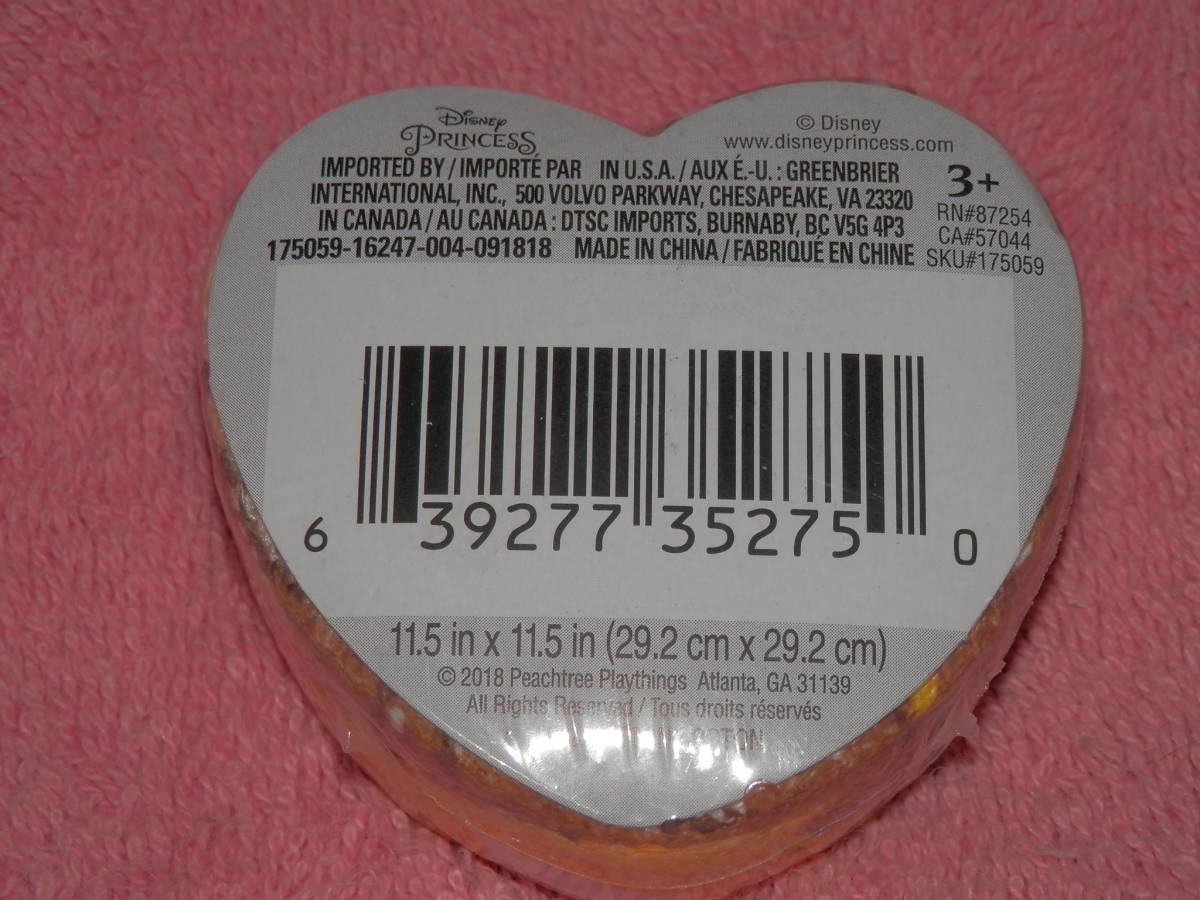 Disney
PRINCESS
© Disney
www.disneyprincess.com
IMPORTED BY / IMPORTÉ PAR IN U.S.A. / AUX É.-U. : GREENBRIER
INTERNATIONAL, INC., 500 VOLVO PARKWAY, CHESAPEAKE, VA 23320
IN CANADA / AU CANADA : DTSC IMPORTS, BURNABY, BC V5G 4P3
175059-16247-004-091818 MADE IN CHINA / FABRIQUÉ EN CHINE
3+
RN#87254
CA#57044
SKU#175059
6 39277 35275 0
11.5 in x 11.5 in (29.2 cm x 29.2 cm)
© 2018 Peachtree Playthings Atlanta, GA 31139
All Rights Reserved / Tous droits réservés